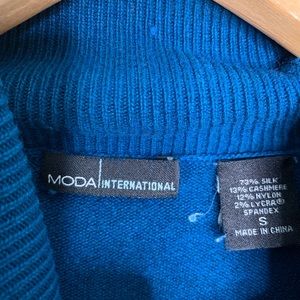 MODA INTERNATIONAL
73% SILK
13% CASHMERE
12% NYLON
2% LYCRA®
SPANDEX
S
MADE IN CHINA